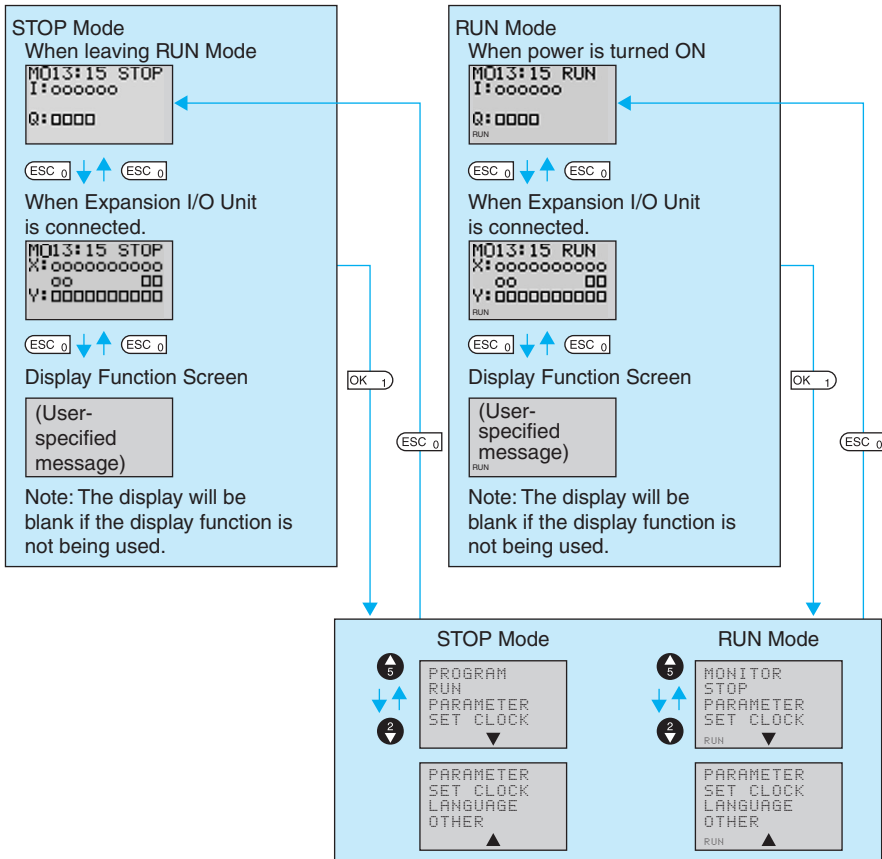 STOP Mode
When leaving RUN Mode
MO13:15 STOP
I:oooooo
Q:□□□□
ESC 0
ESC 0
When Expansion I/O Unit
is connected.
MO13:15 STOP
X:oooooooooo
oo □□
Y:□□□□□□□□□□
ESC 0
ESC 0
Display Function Screen
(User-
specified
message)
Note: The display will be
blank if the display function is
not being used.
OK 1
ESC 0
RUN Mode
When power is turned ON
MO13:15 RUN
I:oooooo
Q:□□□□
RUN
ESC 0
ESC 0
When Expansion I/O Unit
is connected.
MO13:15 RUN
X:oooooooooo
oo □□
Y:□□□□□□□□□□
RUN
ESC 0
ESC 0
Display Function Screen
(User-
specified
message)
RUN
Note: The display will be
blank if the display function is
not being used.
OK 1
ESC 0
STOP Mode
5
2
PROGRAM
RUN
PARAMETER
SET CLOCK
▼
PARAMETER
SET CLOCK
LANGUAGE
OTHER
▲
RUN Mode
5
2
MONITOR
STOP
PARAMETER
SET CLOCK
RUN ▼
PARAMETER
SET CLOCK
LANGUAGE
OTHER
RUN ▲